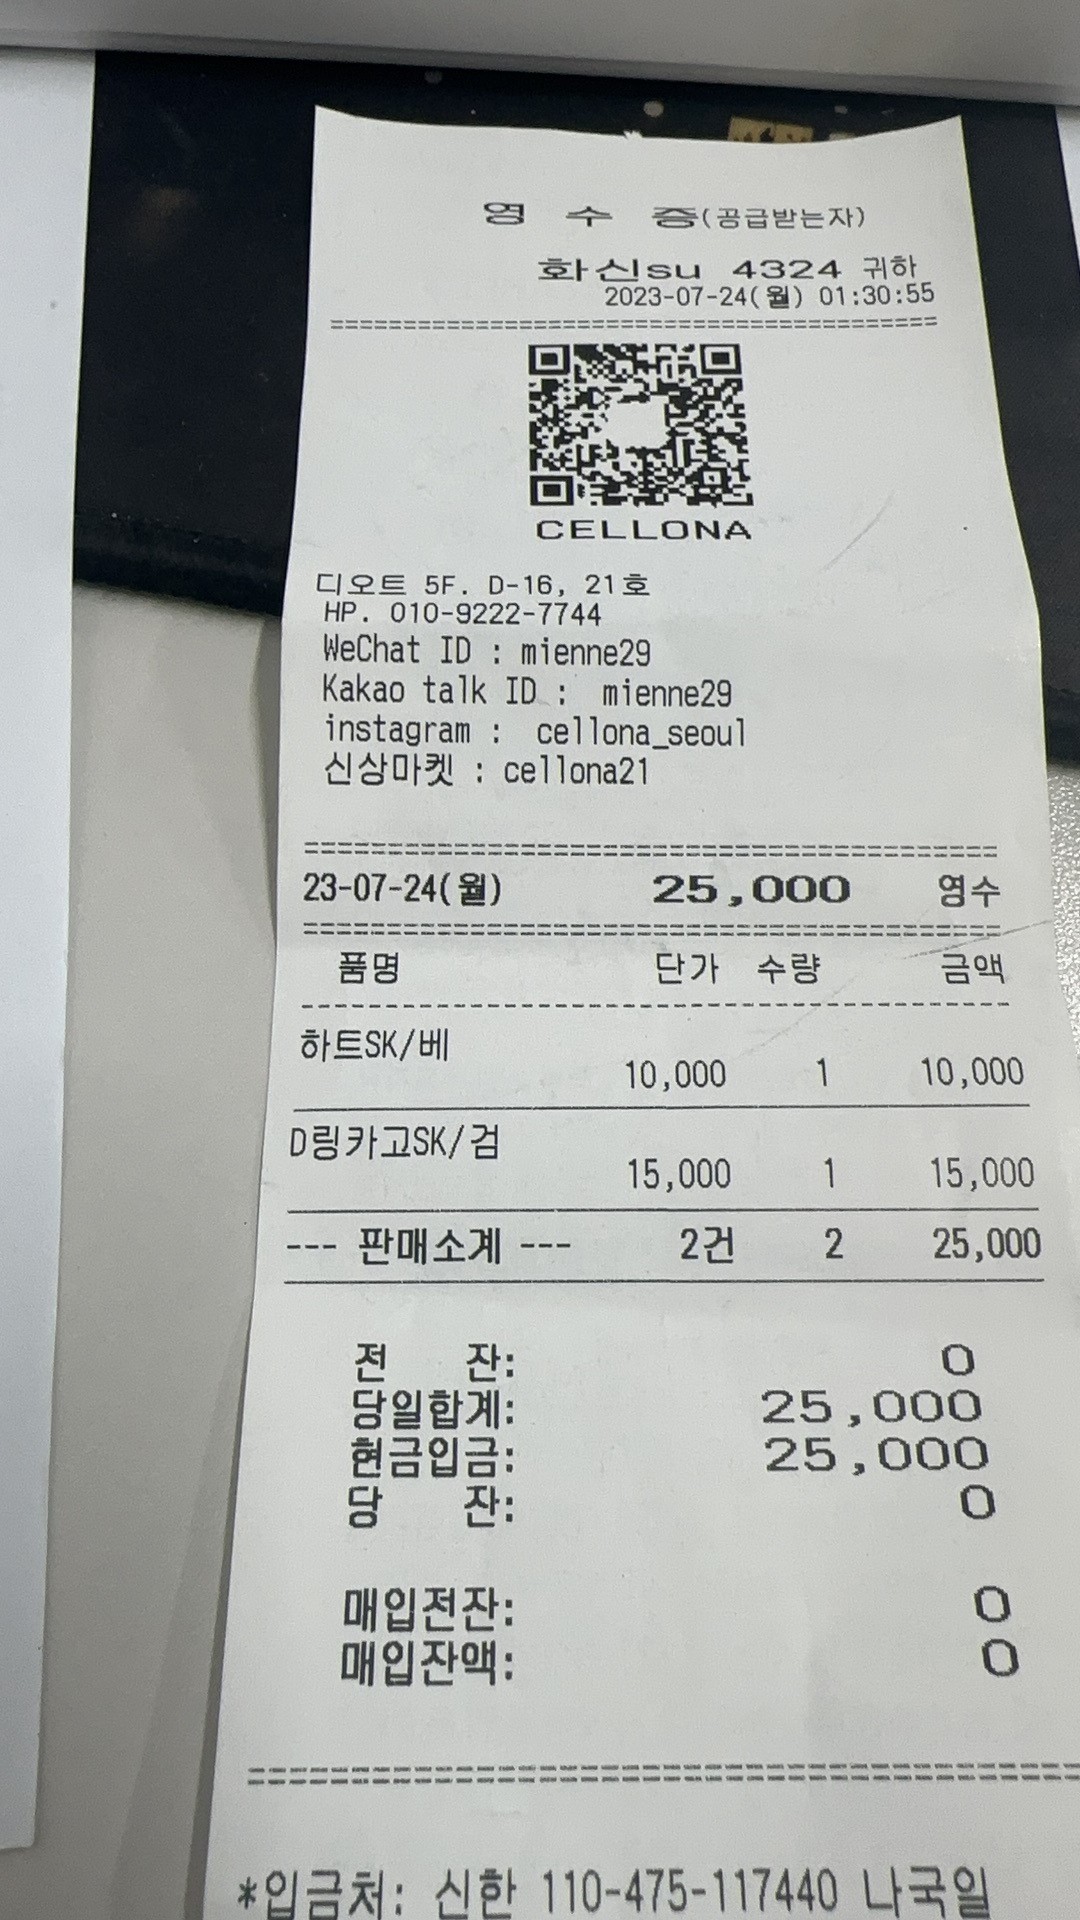 영 수 증(공급받는자)
화신su 4324 귀하
2023-07-24(월) 01:30:55
========================================
CELLONA
디오트 5F. D-16, 21호
HP. 010-9222-7744
WeChat ID : mienne29
Kakao talk ID : mienne29
instagram : cellona_seoul
신상마켓 : cellona21
========================================
23-07-24(월) 25,000 영수
========================================
품명 단가 수량 금액
----------------------------------------
하트SK/베
10,000 1 10,000
D링카고SK/검
15,000 1 15,000
--- 판매소계 --- 2건 2 25,000
전 잔: 0
당일합계: 25,000
현금입금: 25,000
당 잔: 0
매입전잔: 0
매입잔액: 0
========================================
*입금처: 신한 110-475-117440 나국일